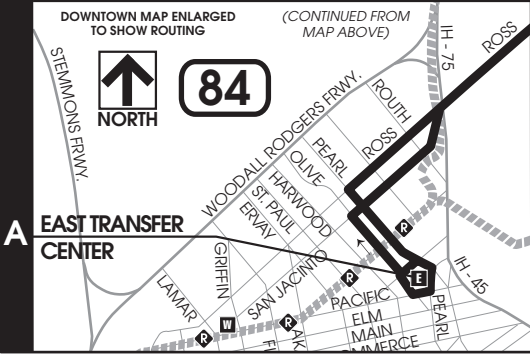 DOWNTOWN MAP ENLARGED
TO SHOW ROUTING
(CONTINUED FROM
MAP ABOVE)
NORTH
84
STEMMONS FRWY.
WOODALL RODGERS FRWY.
IH - 75
ROSS
ROUTH
ROSS
PEARL
OLIVE
HARWOOD
ST. PAUL
ERVAY
A
EAST TRANSFER
CENTER
GRIFFIN
LAMAR
SAN JACINTO
R
R
R
R
W
E
PACIFIC
ELM
MAIN
PEARL
IH - 45